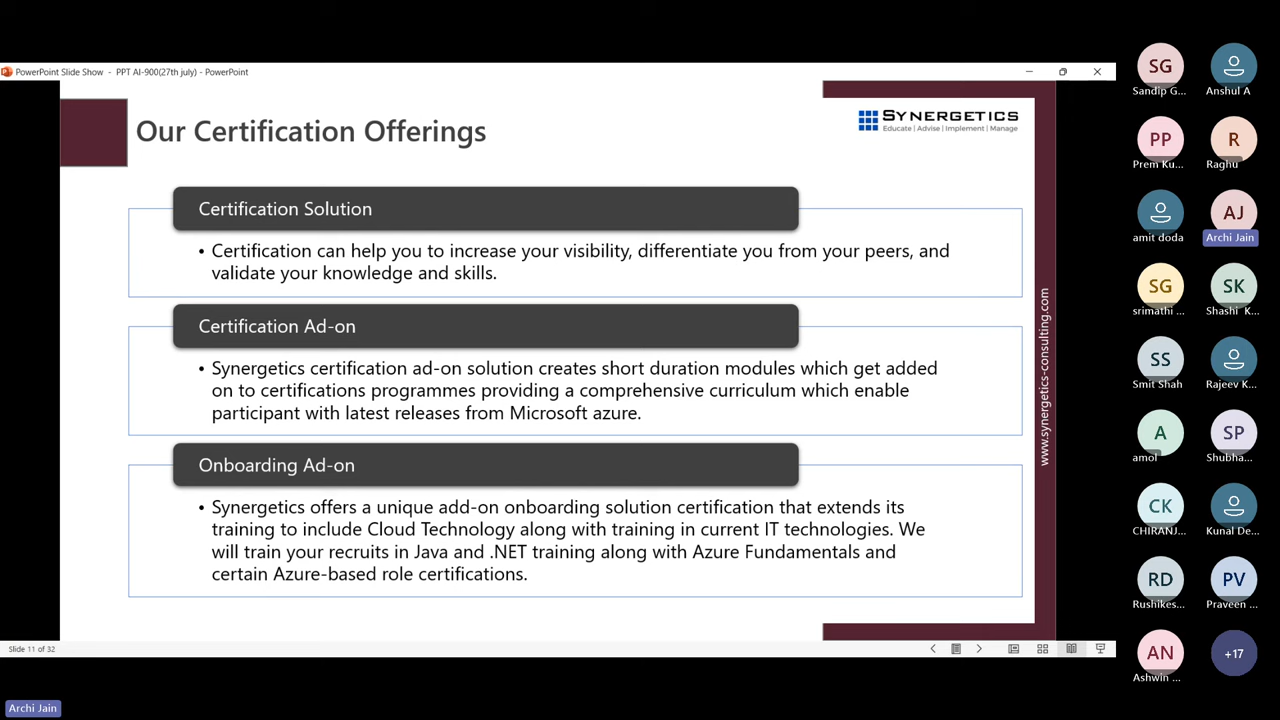 PowerPoint Slide Show - PPT AI-900(27th july) - PowerPoint
Our Certification Offerings
SYNERGETICS
Educate | Advise | Implement | Manage
Certification Solution
• Certification can help you to increase your visibility, differentiate you from your peers, and
validate your knowledge and skills.
Certification Ad-on
• Synergetics certification ad-on solution creates short duration modules which get added
on to certifications programmes providing a comprehensive curriculum which enable
participant with latest releases from Microsoft azure.
Onboarding Ad-on
• Synergetics offers a unique add-on onboarding solution certification that extends its
training to include Cloud Technology along with training in current IT technologies. We
will train your recruits in Java and .NET training along with Azure Fundamentals and
certain Azure-based role certifications.
www.synergetics-consulting.com
Slide 11 of 32
SG
Sandip G...
Anshul A
PP
Prem Ku...
R
Raghu
amit doda
AJ
Archi Jain
SG
srimathi ...
SK
Shashi K...
SS
Smit Shah
Rajeev K...
A
amol
SP
Shubha...
CK
CHIRANJ...
Kunal De...
RD
Rushikes...
PV
Praveen ...
AN
Ashwin ...
+17
Archi Jain